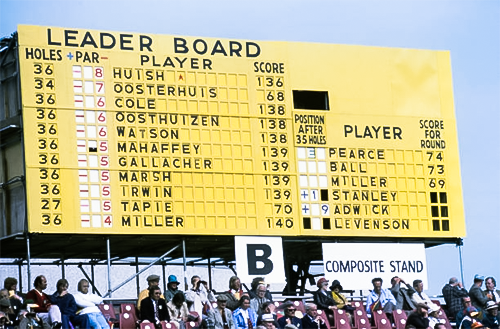 LEADER BOARD
HOLES + PAR - PLAYER SCORE
36 8 HUISH A 136
34 7 OOSTERHUIS 68
36 6 COLE 138
36 6 OOSTHUIZEN 138
36 6 WATSON 138
36 5 MAHAFFEY 139
36 5 GALLACHER 139
36 5 MARSH 139
36 5 IRWIN 139
27 5 TAPIE 70
36 4 MILLER 140
POSITION AFTER 35 HOLES PLAYER SCORE FOR ROUND
3 PEARCE 74
BALL 73
MILLER 69
+1 STANLEY
+9 ADWICK
LEVENSON
B
COMPOSITE STAND